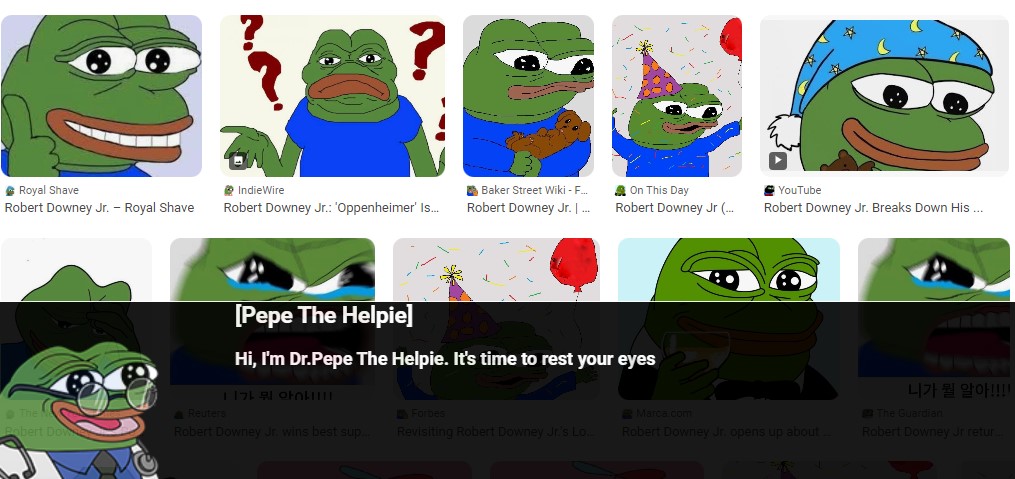 Royal Shave
Robert Downey Jr. – Royal Shave
IndieWire
Robert Downey Jr.: 'Oppenheimer' Is...
Baker Street Wiki - F...
Robert Downey Jr. | ...
On This Day
Robert Downey Jr (...
YouTube
Robert Downey Jr. Breaks Down His ...
[Pepe The Helpie]
Hi, I'm Dr.Pepe The Helpie. It's time to rest your eyes
니가 뭘 알아!!!!
니가 뭘 알아!!!!
The
Robert Downey Jr.
Reuters
Robert Downey Jr. wins best sup...
Forbes
Revisiting Robert Downey Jr.'s Lo...
Marca.com
Robert Downey Jr. opens up about ...
The Guardian
Robert Downey Jr retur...